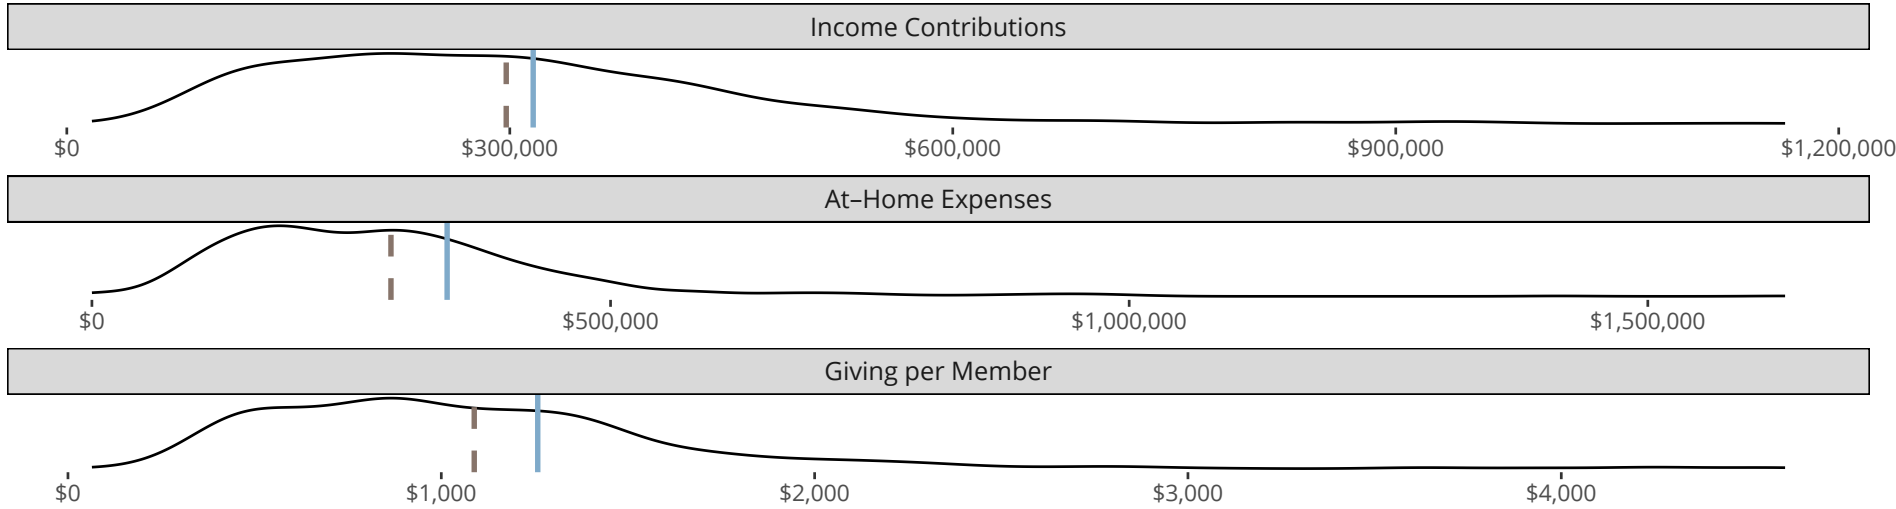 Income Contributions
$0 $300,000 $600,000 $900,000 $1,200,000
At–Home Expenses
$0 $500,000 $1,000,000 $1,500,000
Giving per Member
$0 $1,000 $2,000 $3,000 $4,000